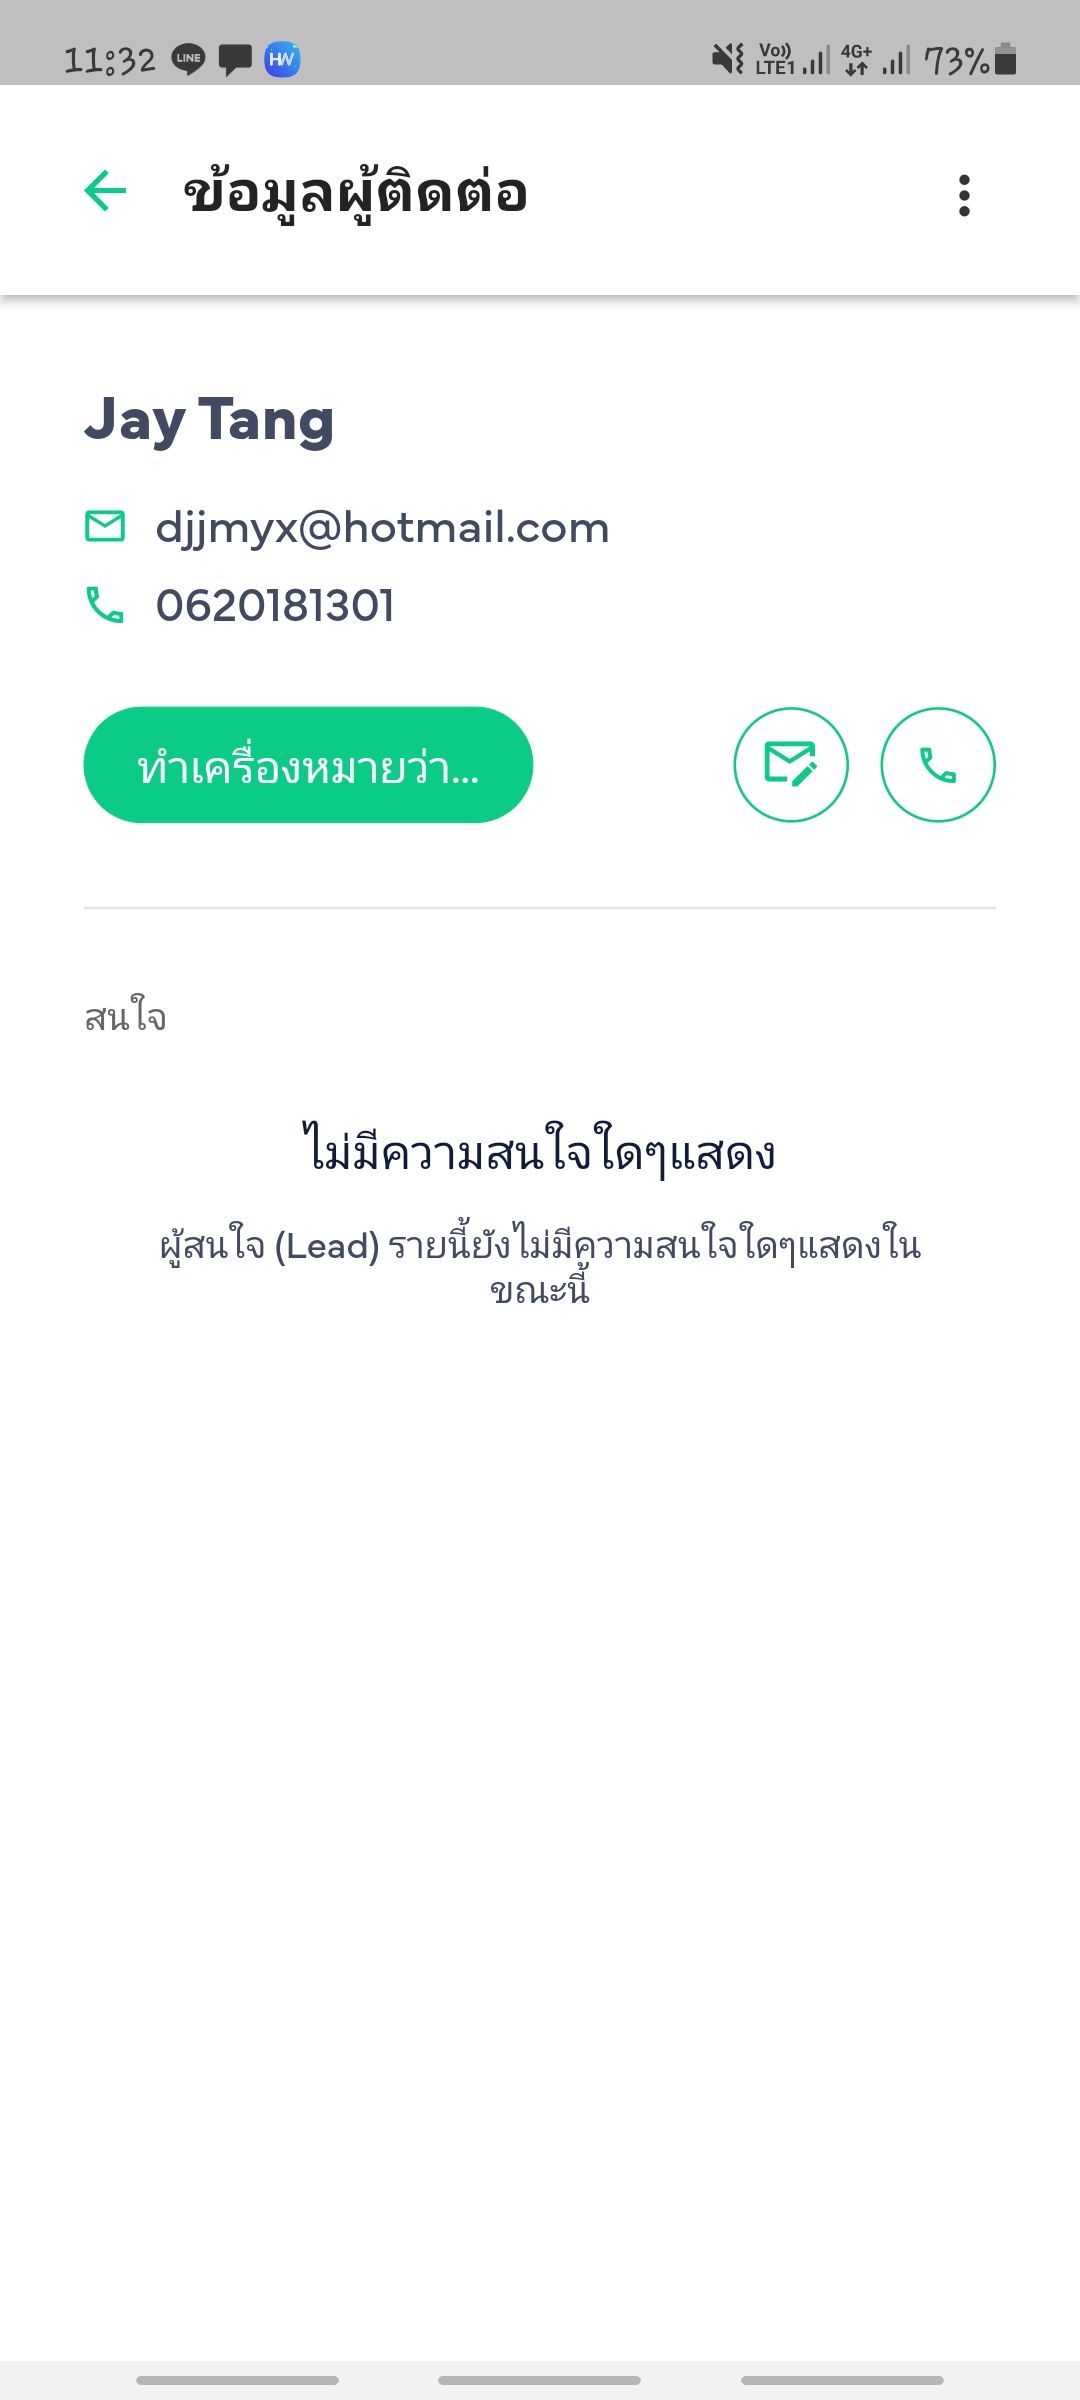 11:32 LINE HW Vo)) LTE1 4G+ 73%
ข้อมูลผู้ติดต่อ
Jay Tang
djjmyx@hotmail.com
0620181301
ทำเครื่องหมายว่า...
สนใจ
ไม่มีความสนใจใดๆแสดง
ผู้สนใจ (Lead) รายนี้ยังไม่มีความสนใจใดๆแสดงใน
ขณะนี้